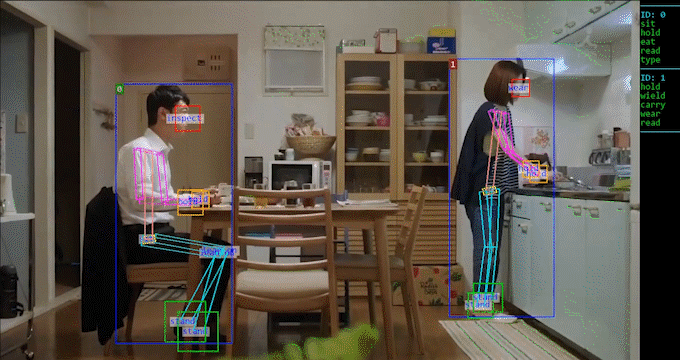 ID: 0
sit
hold
eat
read
type
ID: 1
hold
wield
carry
wear
read
0
inspect
stand
stand
1
wear
stand
stand